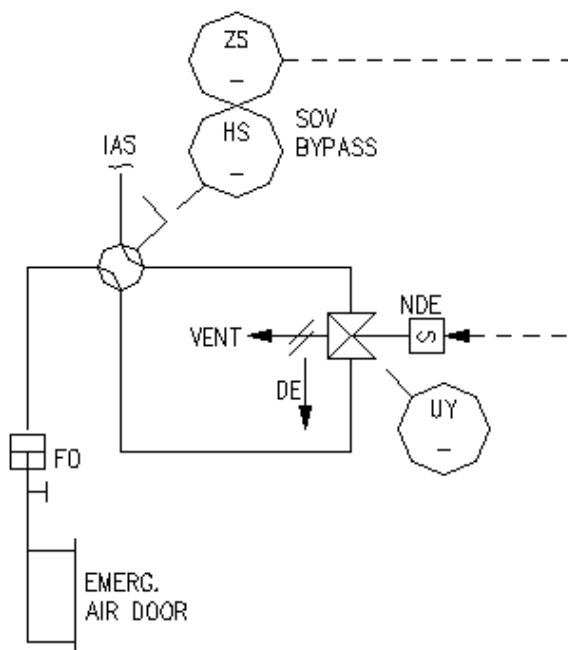 ZS
–
IAS
HS
–
SOV
BYPASS
NDE
VENT
S
DE
UY
–
FO
EMERG.
AIR DOOR